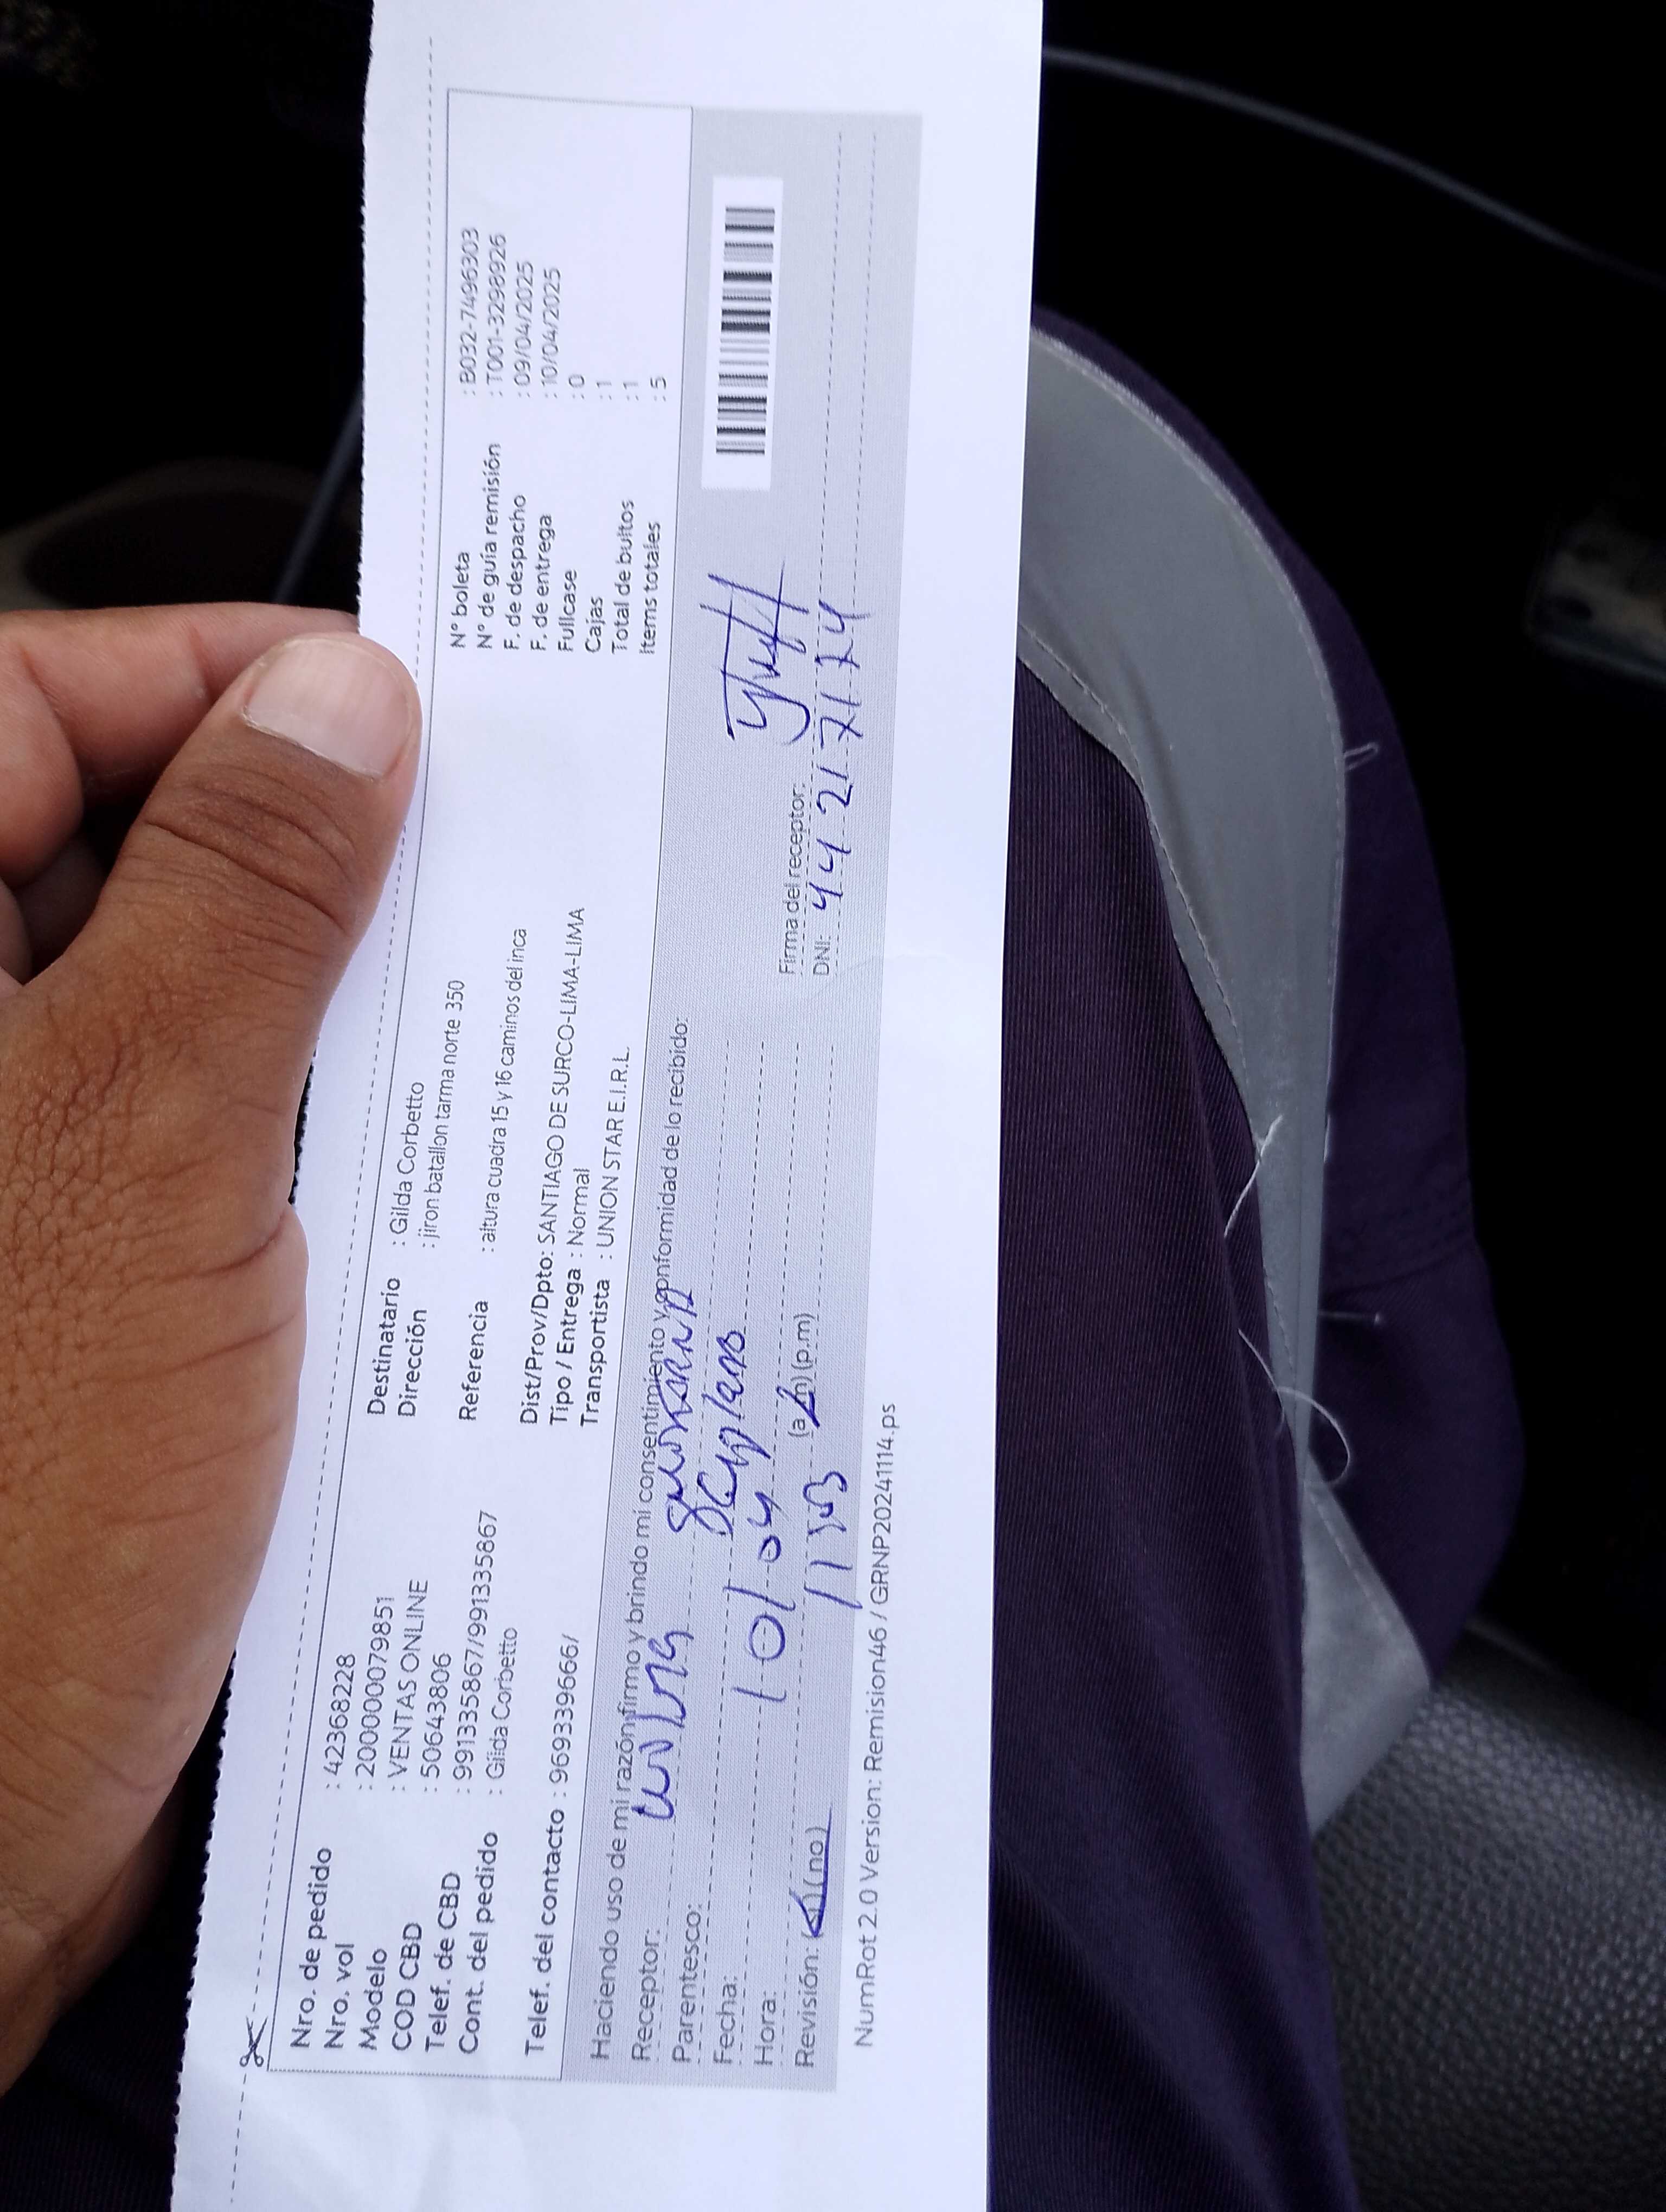 Nro. de pedido : 42368228
Nro. vol : 2000000079851
Modelo : VENTAS ONLINE
COD CBD : 50643806
Telef. de CBD : 991335867/991335867
Cont. del pedido : Gilda Corbetto
Telef. del contacto : 969339666/
Destinatario : Gilda Corbetto
Dirección : jiron batallon tarma norte 350
Referencia : altura cuadra 15 y 16 caminos del inca
Dist/Prov/Dpto: SANTIAGO DE SURCO-LIMA-LIMA
Tipo / Entrega : Normal
Transportista : UNION STAR E.I.R.L.
N° boleta : B032-7496303
N° de guía remisión : T001-3298926
F. de despacho : 09/04/2025
F. de entrega : 10/04/2025
Fullcase : 0
Cajas : 1
Total de bultos : 1
Items totales : 5
Haciendo uso de mi razón firmo y brindo mi consentimiento y conformidad de lo recibido:
Receptor:
Parentesco:
Fecha: 10/04
Hora: (a.m) (p.m)
Revisión: (si) (no)
Firma del receptor:
DNI: 44217174
NumRot 2.0 Version: Remision46 / GRNP20241114.ps